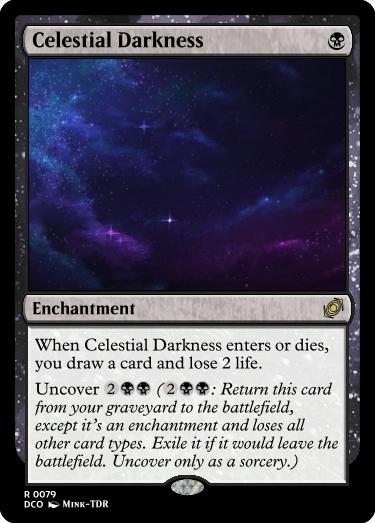 Celestial Darkness
Enchantment
When Celestial Darkness enters or dies,
you draw a card and lose 2 life.
Uncover 2 (2: Return this card
from your graveyard to the battlefield,
except it's an enchantment and loses all
other card types. Exile it if it would leave the
battlefield. Uncover only as a sorcery.)
R 0079
DCO Mink-TDR